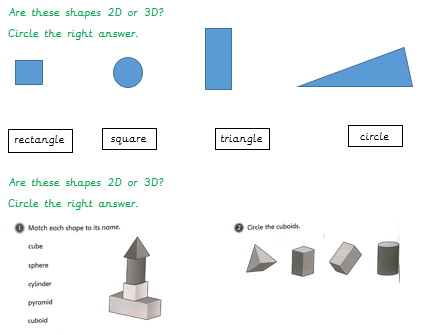 Are these shapes 2D or 3D?
Circle the right answer.
rectangle
square
triangle
circle
Are these shapes 2D or 3D?
Circle the right answer.
1 Match each shape to its name.
cube
sphere
cylinder
pyramid
cuboid
2 Circle the cuboids.